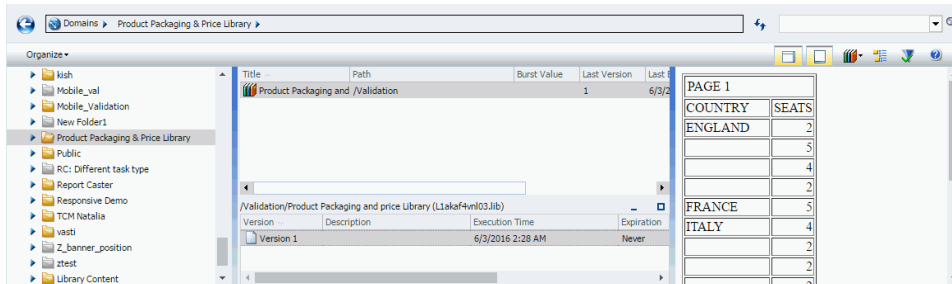 Domains ▸ Product Packaging & Price Library ▸
Organize
kish
Mobile_val
Mobile_Validation
New Folder1
Product Packaging & Price Library
Public
RC: Different task type
Report Caster
Responsive Demo
TCM Natalia
vasti
Z_banner_position
ztest
Library Content
Title Path Burst Value Last Version Last
Product Packaging and /Validation 1 6/3/2
/Validation/Product Packaging and price Library (L1akaf4vnl03.lib)
Version Description Execution Time Expiration
Version 1 6/3/2016 2:28 AM Never
PAGE 1
COUNTRY SEATS
ENGLAND 2
5
4
2
FRANCE 5
ITALY 4
2
2
2